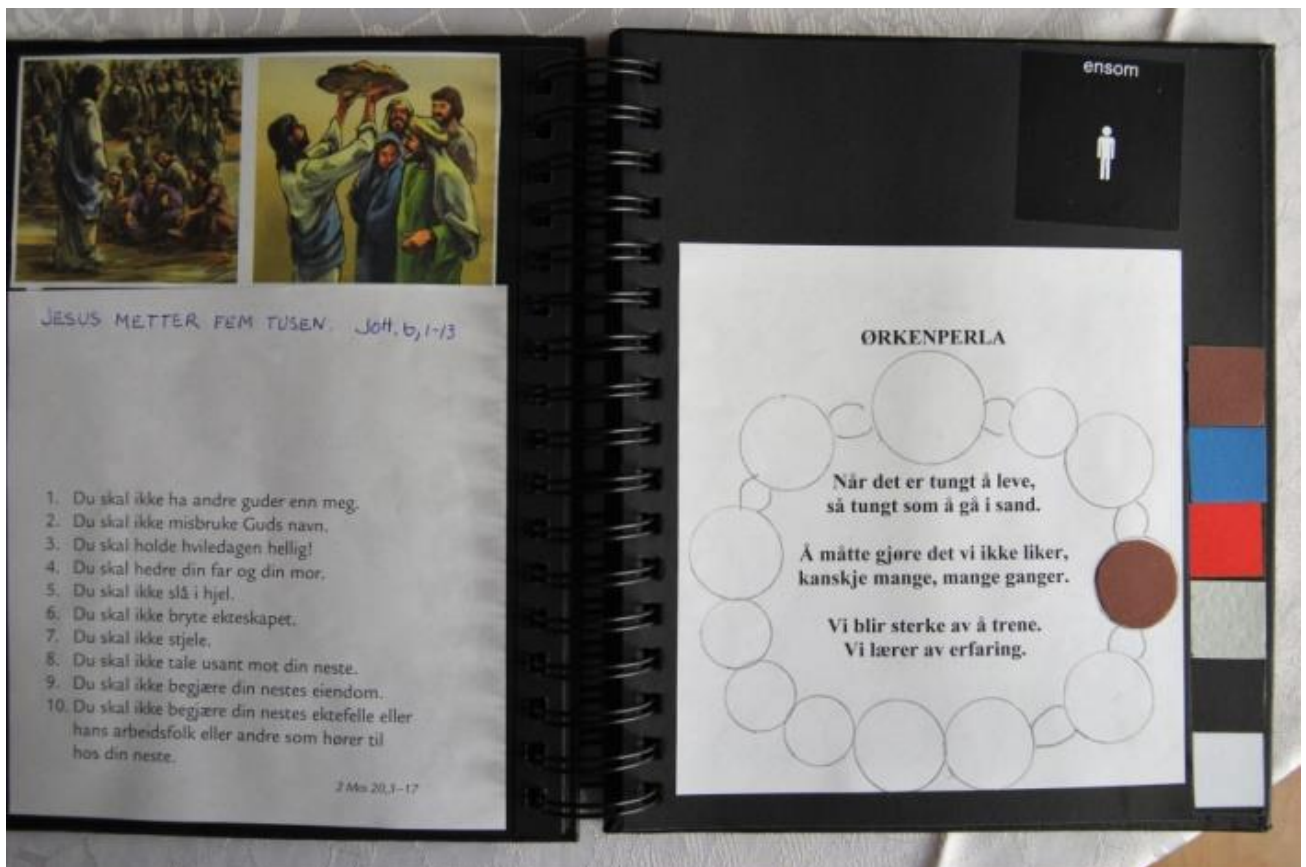 JESUS METTER FEM TUSEN. JOH. 6, 1-13
1. Du skal ikke ha andre guder enn meg.
2. Du skal ikke misbruke Guds navn.
3. Du skal holde hviledagen hellig!
4. Du skal hedre din far og din mor.
5. Du skal ikke slå i hjel.
6. Du skal ikke bryte ekteskapet.
7. Du skal ikke stjele.
8. Du skal ikke tale usant mot din neste.
9. Du skal ikke begjære din nestes eiendom.
10. Du skal ikke begjære din nestes ektefelle eller
hans arbeidsfolk eller andre som hører til
hos din neste.
2 Mos 20,3–17
ensom
ØRKENPERLA
Når det er tungt å leve,
så tungt som å gå i sand.
Å måtte gjøre det vi ikke liker,
kanskje mange, mange ganger.
Vi blir sterke av å trene.
Vi lærer av erfaring.